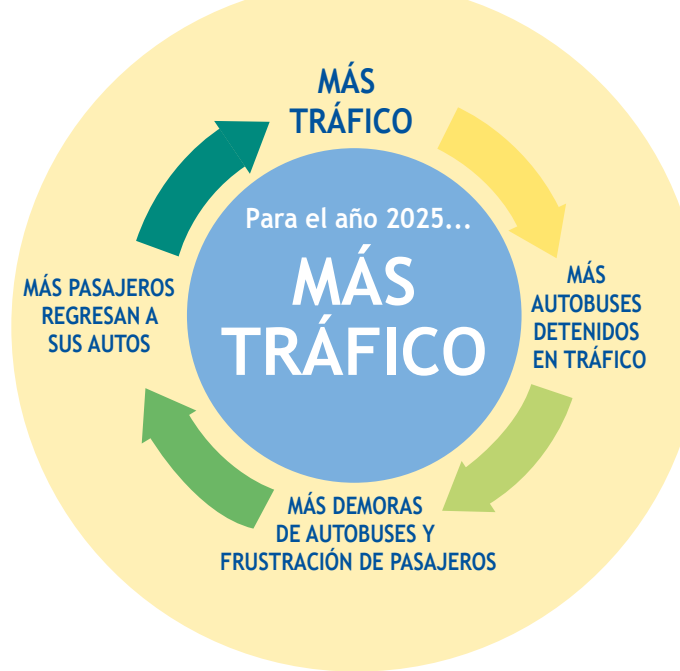 MÁS
TRÁFICO
Para el año 2025...
MÁS
TRÁFICO
MÁS
AUTOBUSES
DETENIDOS
EN TRÁFICO
MÁS DEMORAS
DE AUTOBUSES Y
FRUSTRACIÓN DE PASAJEROS
MÁS PASAJEROS
REGRESAN A
SUS AUTOS